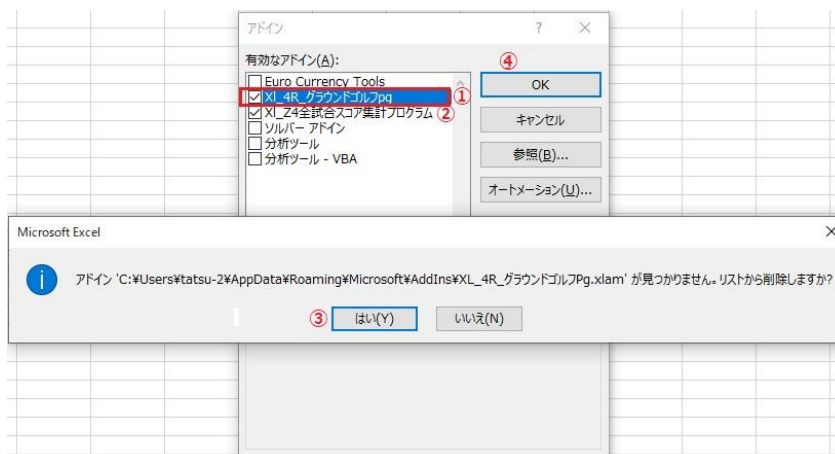 アドイン ? ×
有効なアドイン(A):
④
Euro Currency Tools
Xl_4R_グラウンドゴルフpg ①
Xl_Z4全試合スコア集計プログラム ②
ソルバー アドイン
分析ツール
分析ツール - VBA
OK
キャンセル
参照(B)...
オートメーション(U)...
Microsoft Excel ×
アドイン 'C:¥Users¥tatsu-2¥AppData¥Roaming¥Microsoft¥AddIns¥XL_4R_グラウンドゴルフPg.xlam' が見つかりません。リストから削除しますか?
③ はい(Y) いいえ(N)